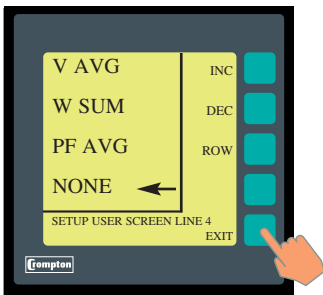 V AVG
INC
W SUM
DEC
PF AVG
ROW
NONE
SETUP USER SCREEN LINE 4
EXIT
Crompton